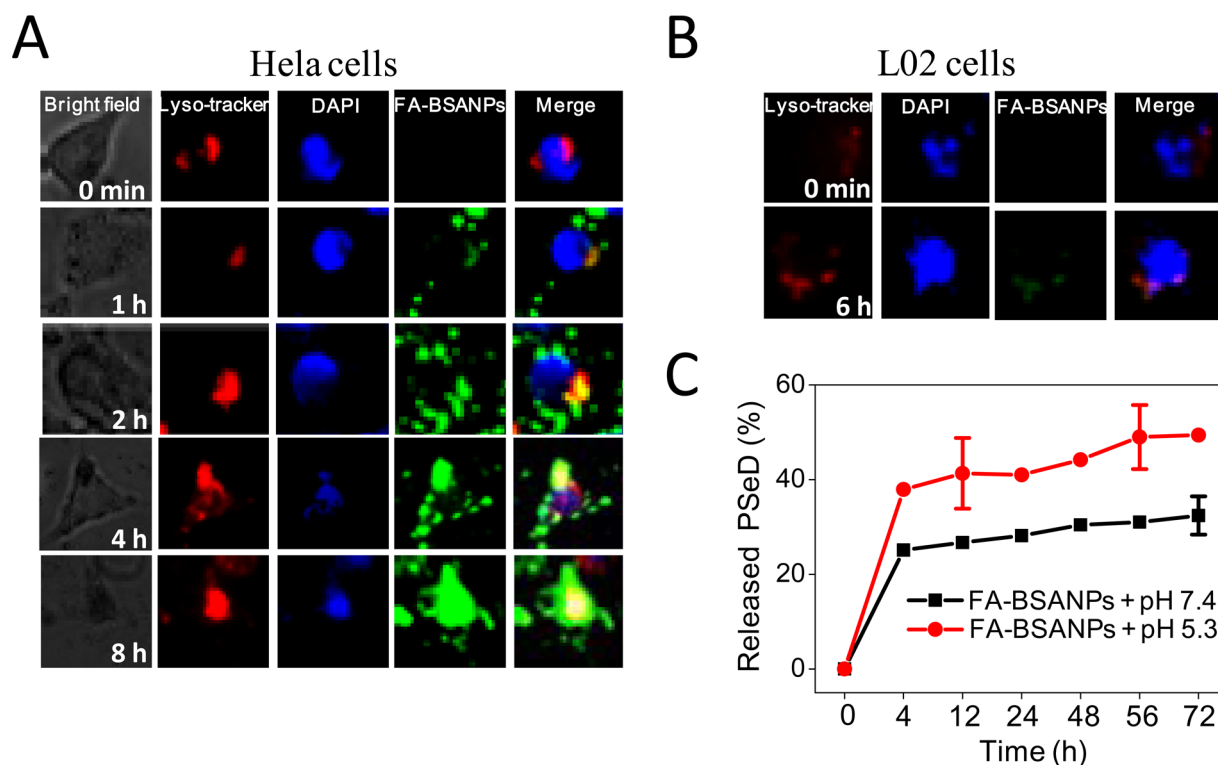 A
Hela cells
Bright field Lyso-tracker DAPI FA-BSANPs Merge
0 min
1 h
2 h
4 h
8 h
B
L02 cells
Lyso-tracker DAPI FA-BSANPs Merge
0 min
6 h
C
Released PSeD (%)
60
40
20
0
FA-BSANPs + pH 7.4
FA-BSANPs + pH 5.3
0 4 12 24 48 56 72
Time (h)